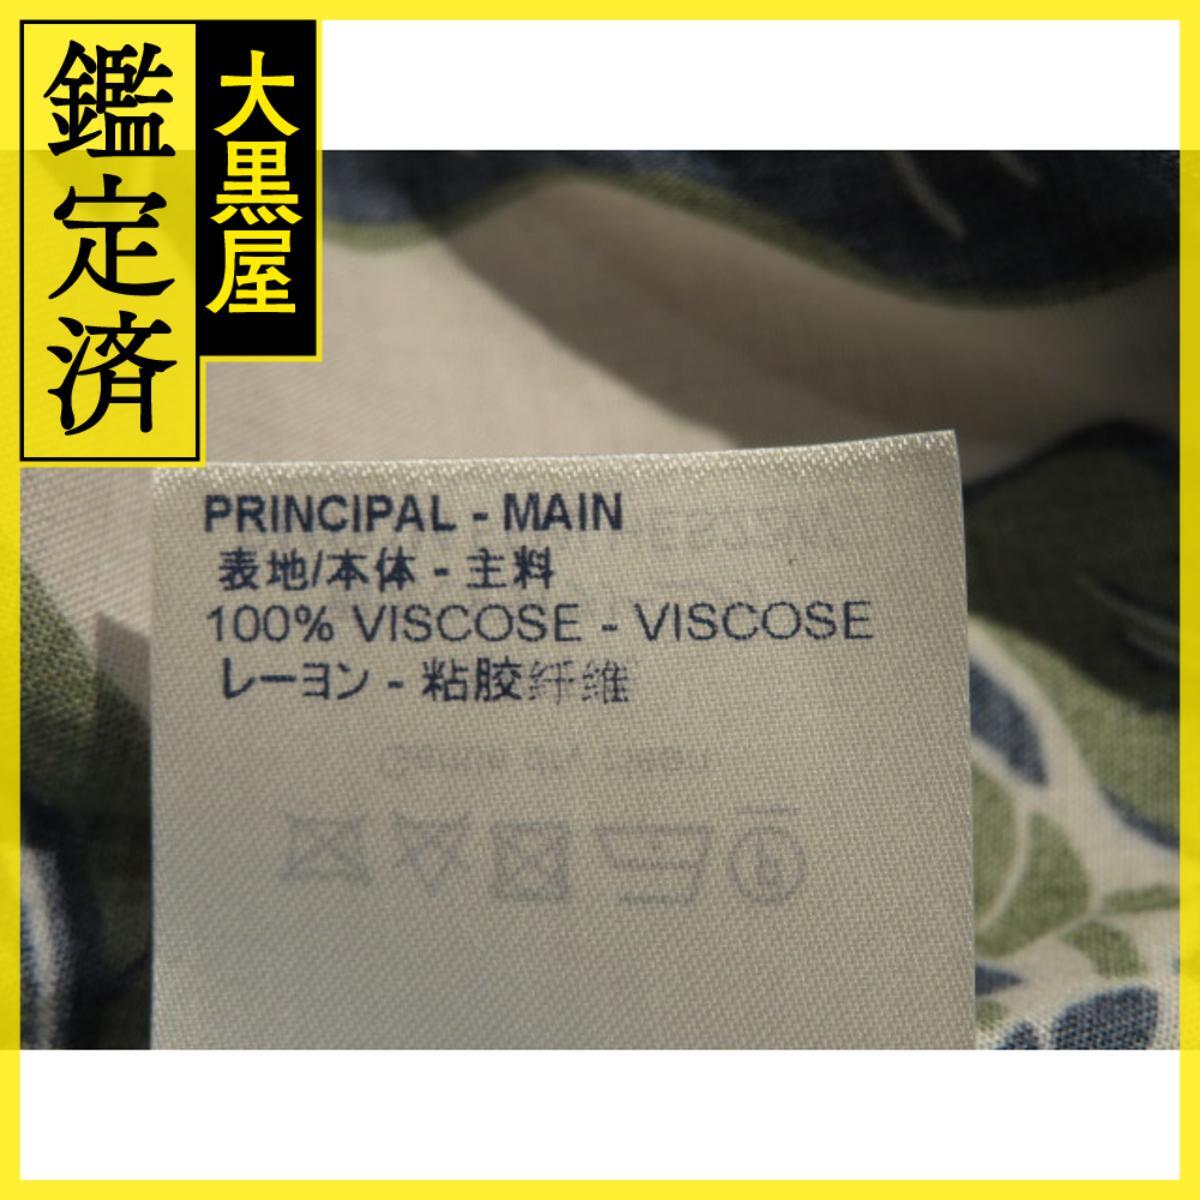 鑑定済
大黒屋
PRINCIPAL - MAIN
表地/本体 - 主料
100% VISCOSE - VISCOSE
レーヨン - 粘胶纤维